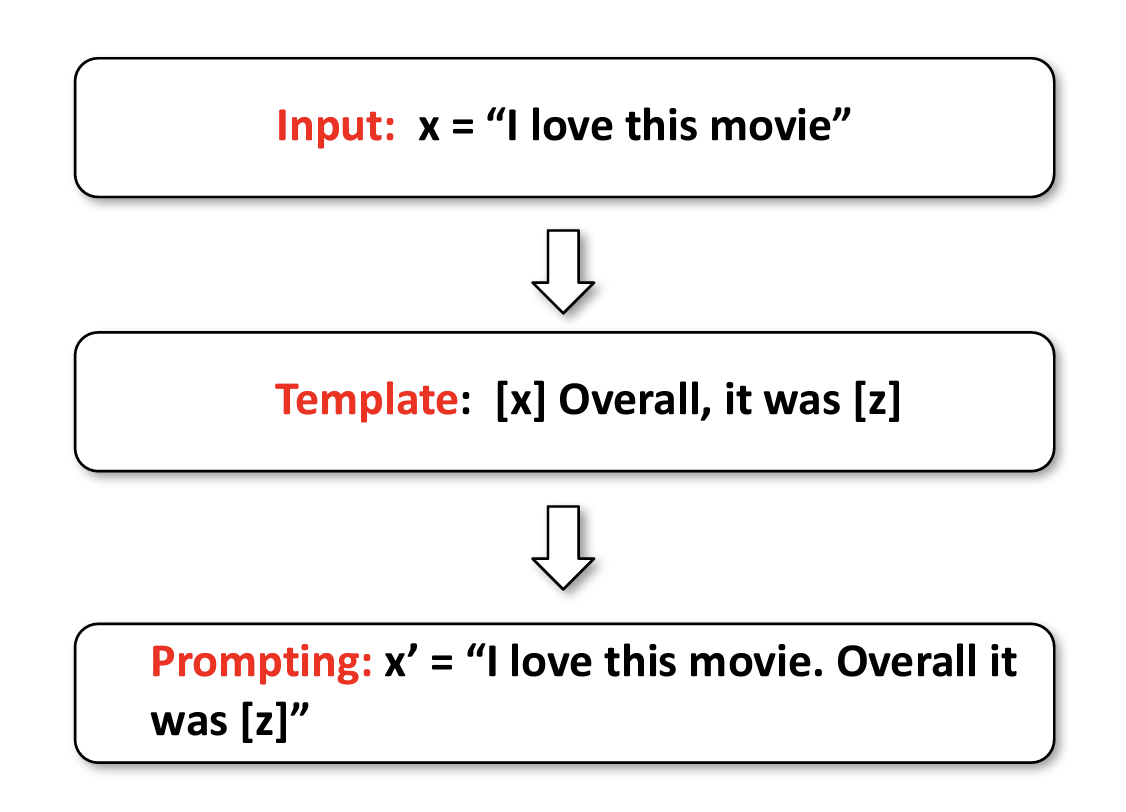 Input: x = “I love this movie”
Template: [x] Overall, it was [z]
Prompting: x’ = “I love this movie. Overall it
was [z]”